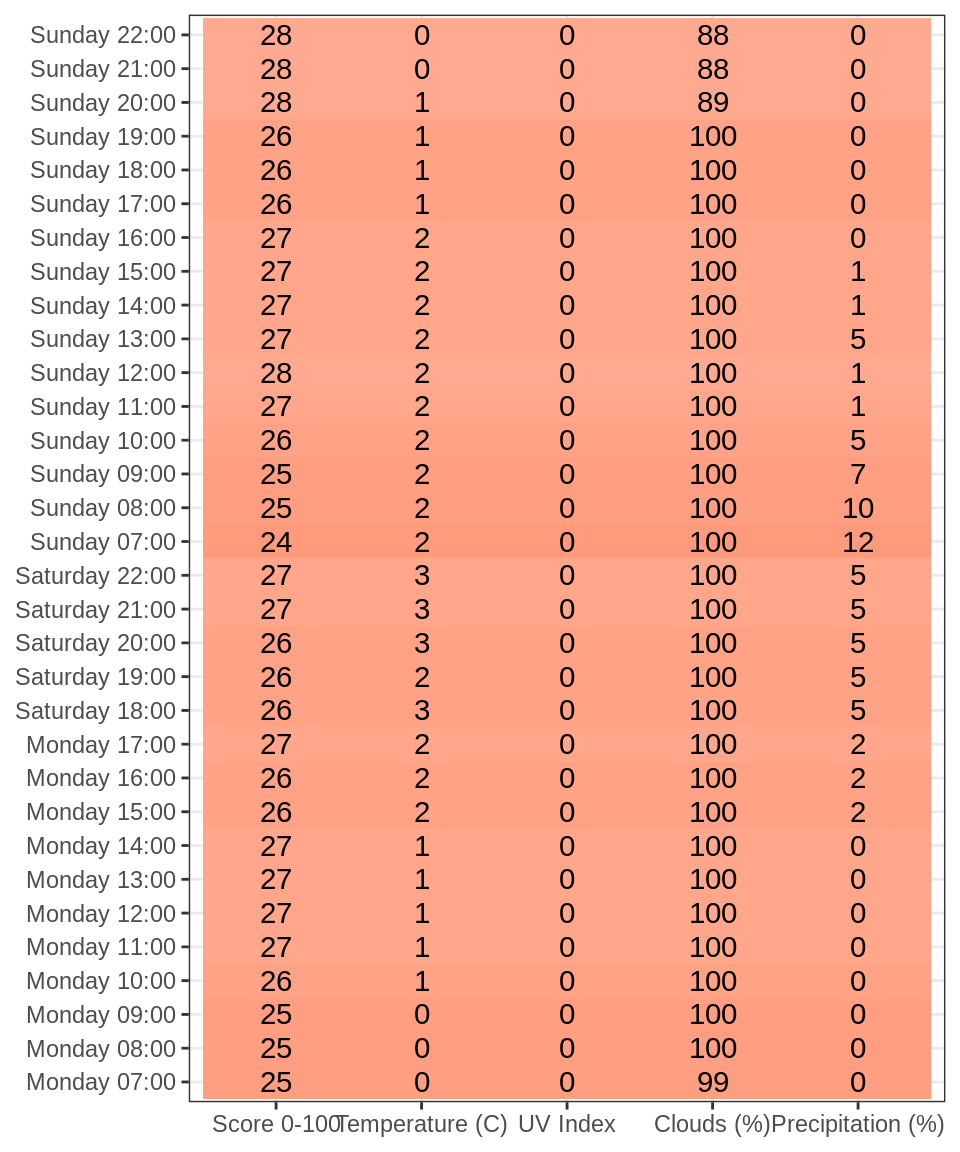 Sunday 22:00 28 0 0 88 0
Sunday 21:00 28 0 0 88 0
Sunday 20:00 28 1 0 89 0
Sunday 19:00 26 1 0 100 0
Sunday 18:00 26 1 0 100 0
Sunday 17:00 26 1 0 100 0
Sunday 16:00 27 2 0 100 0
Sunday 15:00 27 2 0 100 1
Sunday 14:00 27 2 0 100 1
Sunday 13:00 27 2 0 100 5
Sunday 12:00 28 2 0 100 1
Sunday 11:00 27 2 0 100 1
Sunday 10:00 26 2 0 100 5
Sunday 09:00 25 2 0 100 7
Sunday 08:00 25 2 0 100 10
Sunday 07:00 24 2 0 100 12
Saturday 22:00 27 3 0 100 5
Saturday 21:00 27 3 0 100 5
Saturday 20:00 26 3 0 100 5
Saturday 19:00 26 2 0 100 5
Saturday 18:00 26 3 0 100 5
Monday 17:00 27 2 0 100 2
Monday 16:00 26 2 0 100 2
Monday 15:00 26 2 0 100 2
Monday 14:00 27 1 0 100 0
Monday 13:00 27 1 0 100 0
Monday 12:00 27 1 0 100 0
Monday 11:00 27 1 0 100 0
Monday 10:00 26 1 0 100 0
Monday 09:00 25 0 0 100 0
Monday 08:00 25 0 0 100 0
Monday 07:00 25 0 0 99 0
Score 0-100 Temperature (C) UV Index Clouds (%) Precipitation (%)